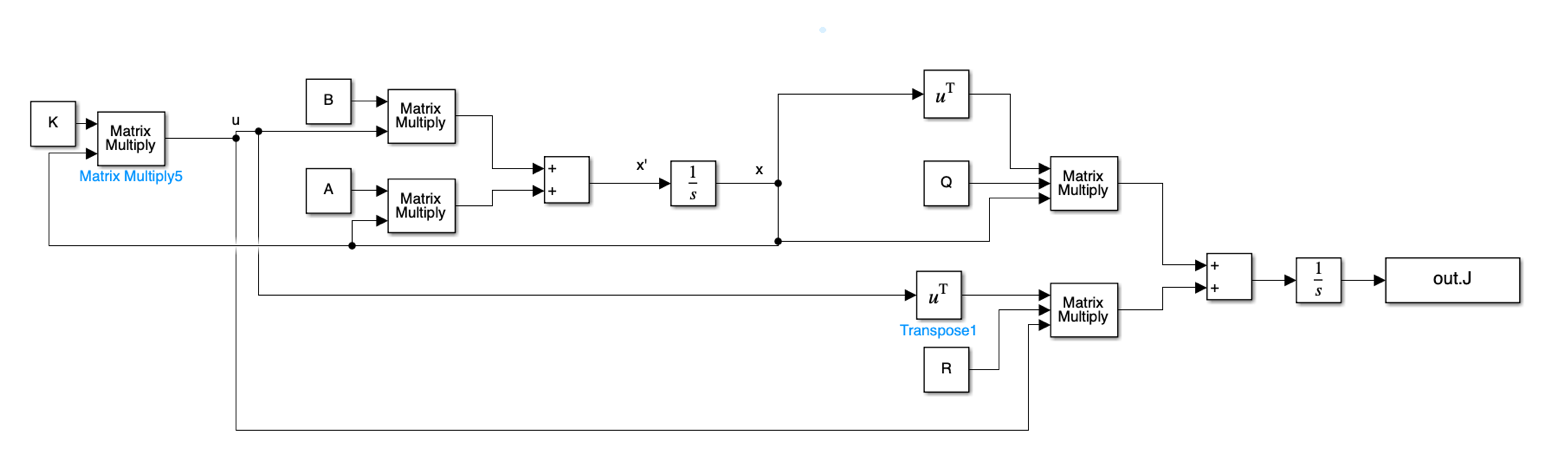 K
Matrix
Multiply
Matrix Multiply5
u
B
Matrix
Multiply
A
Matrix
Multiply
+
+
x'
1
s
x
uT
Q
Matrix
Multiply
uT
Transpose1
R
Matrix
Multiply
+
+
1
s
out.J